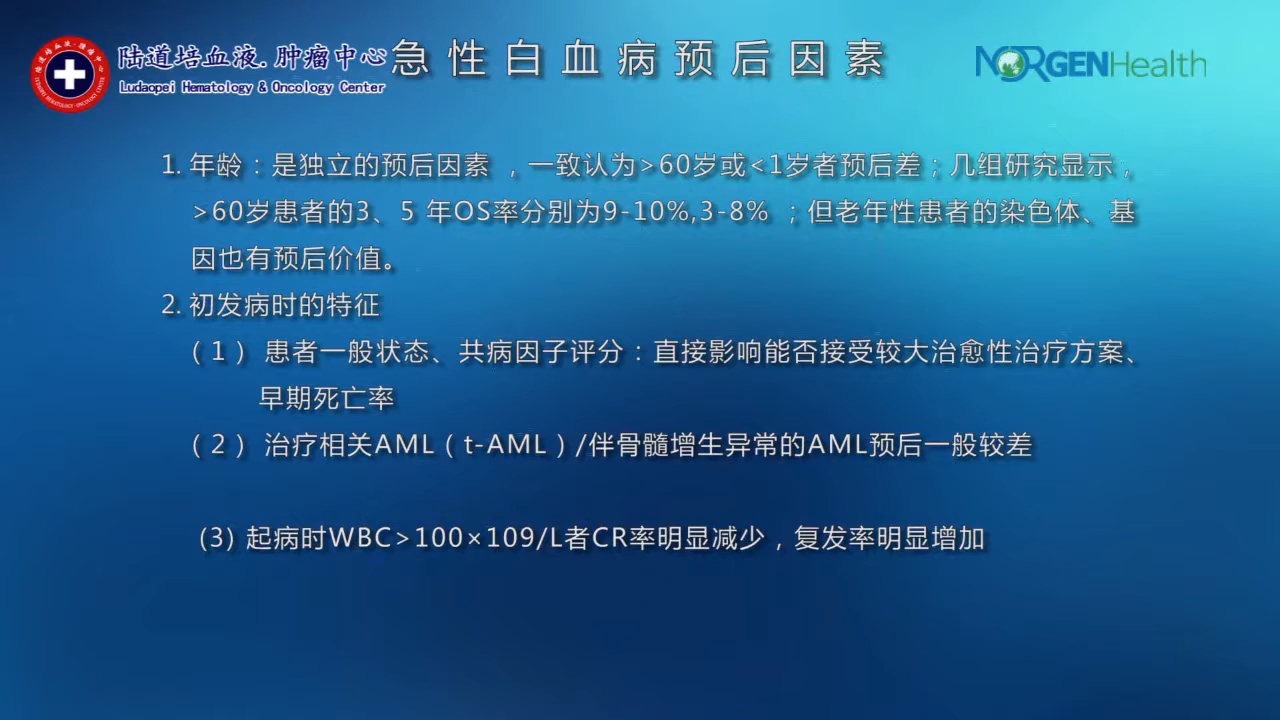 陆道培血液.肿瘤中心
Ludaopei Hematology & Oncology Center
急性白血病预后因素
NORGENHealth
1. 年龄：是独立的预后因素 ，一致认为>60岁或<1岁者预后差；几组研究显示，
>60岁患者的3、5 年OS率分别为9-10%,3-8% ；但老年性患者的染色体、基
因也有预后价值。
2. 初发病时的特征
（1） 患者一般状态、共病因子评分：直接影响能否接受较大治愈性治疗方案、
早期死亡率
（2） 治疗相关AML（t-AML）/伴骨髓增生异常的AML预后一般较差
(3) 起病时WBC>100×109/L者CR率明显减少，复发率明显增加